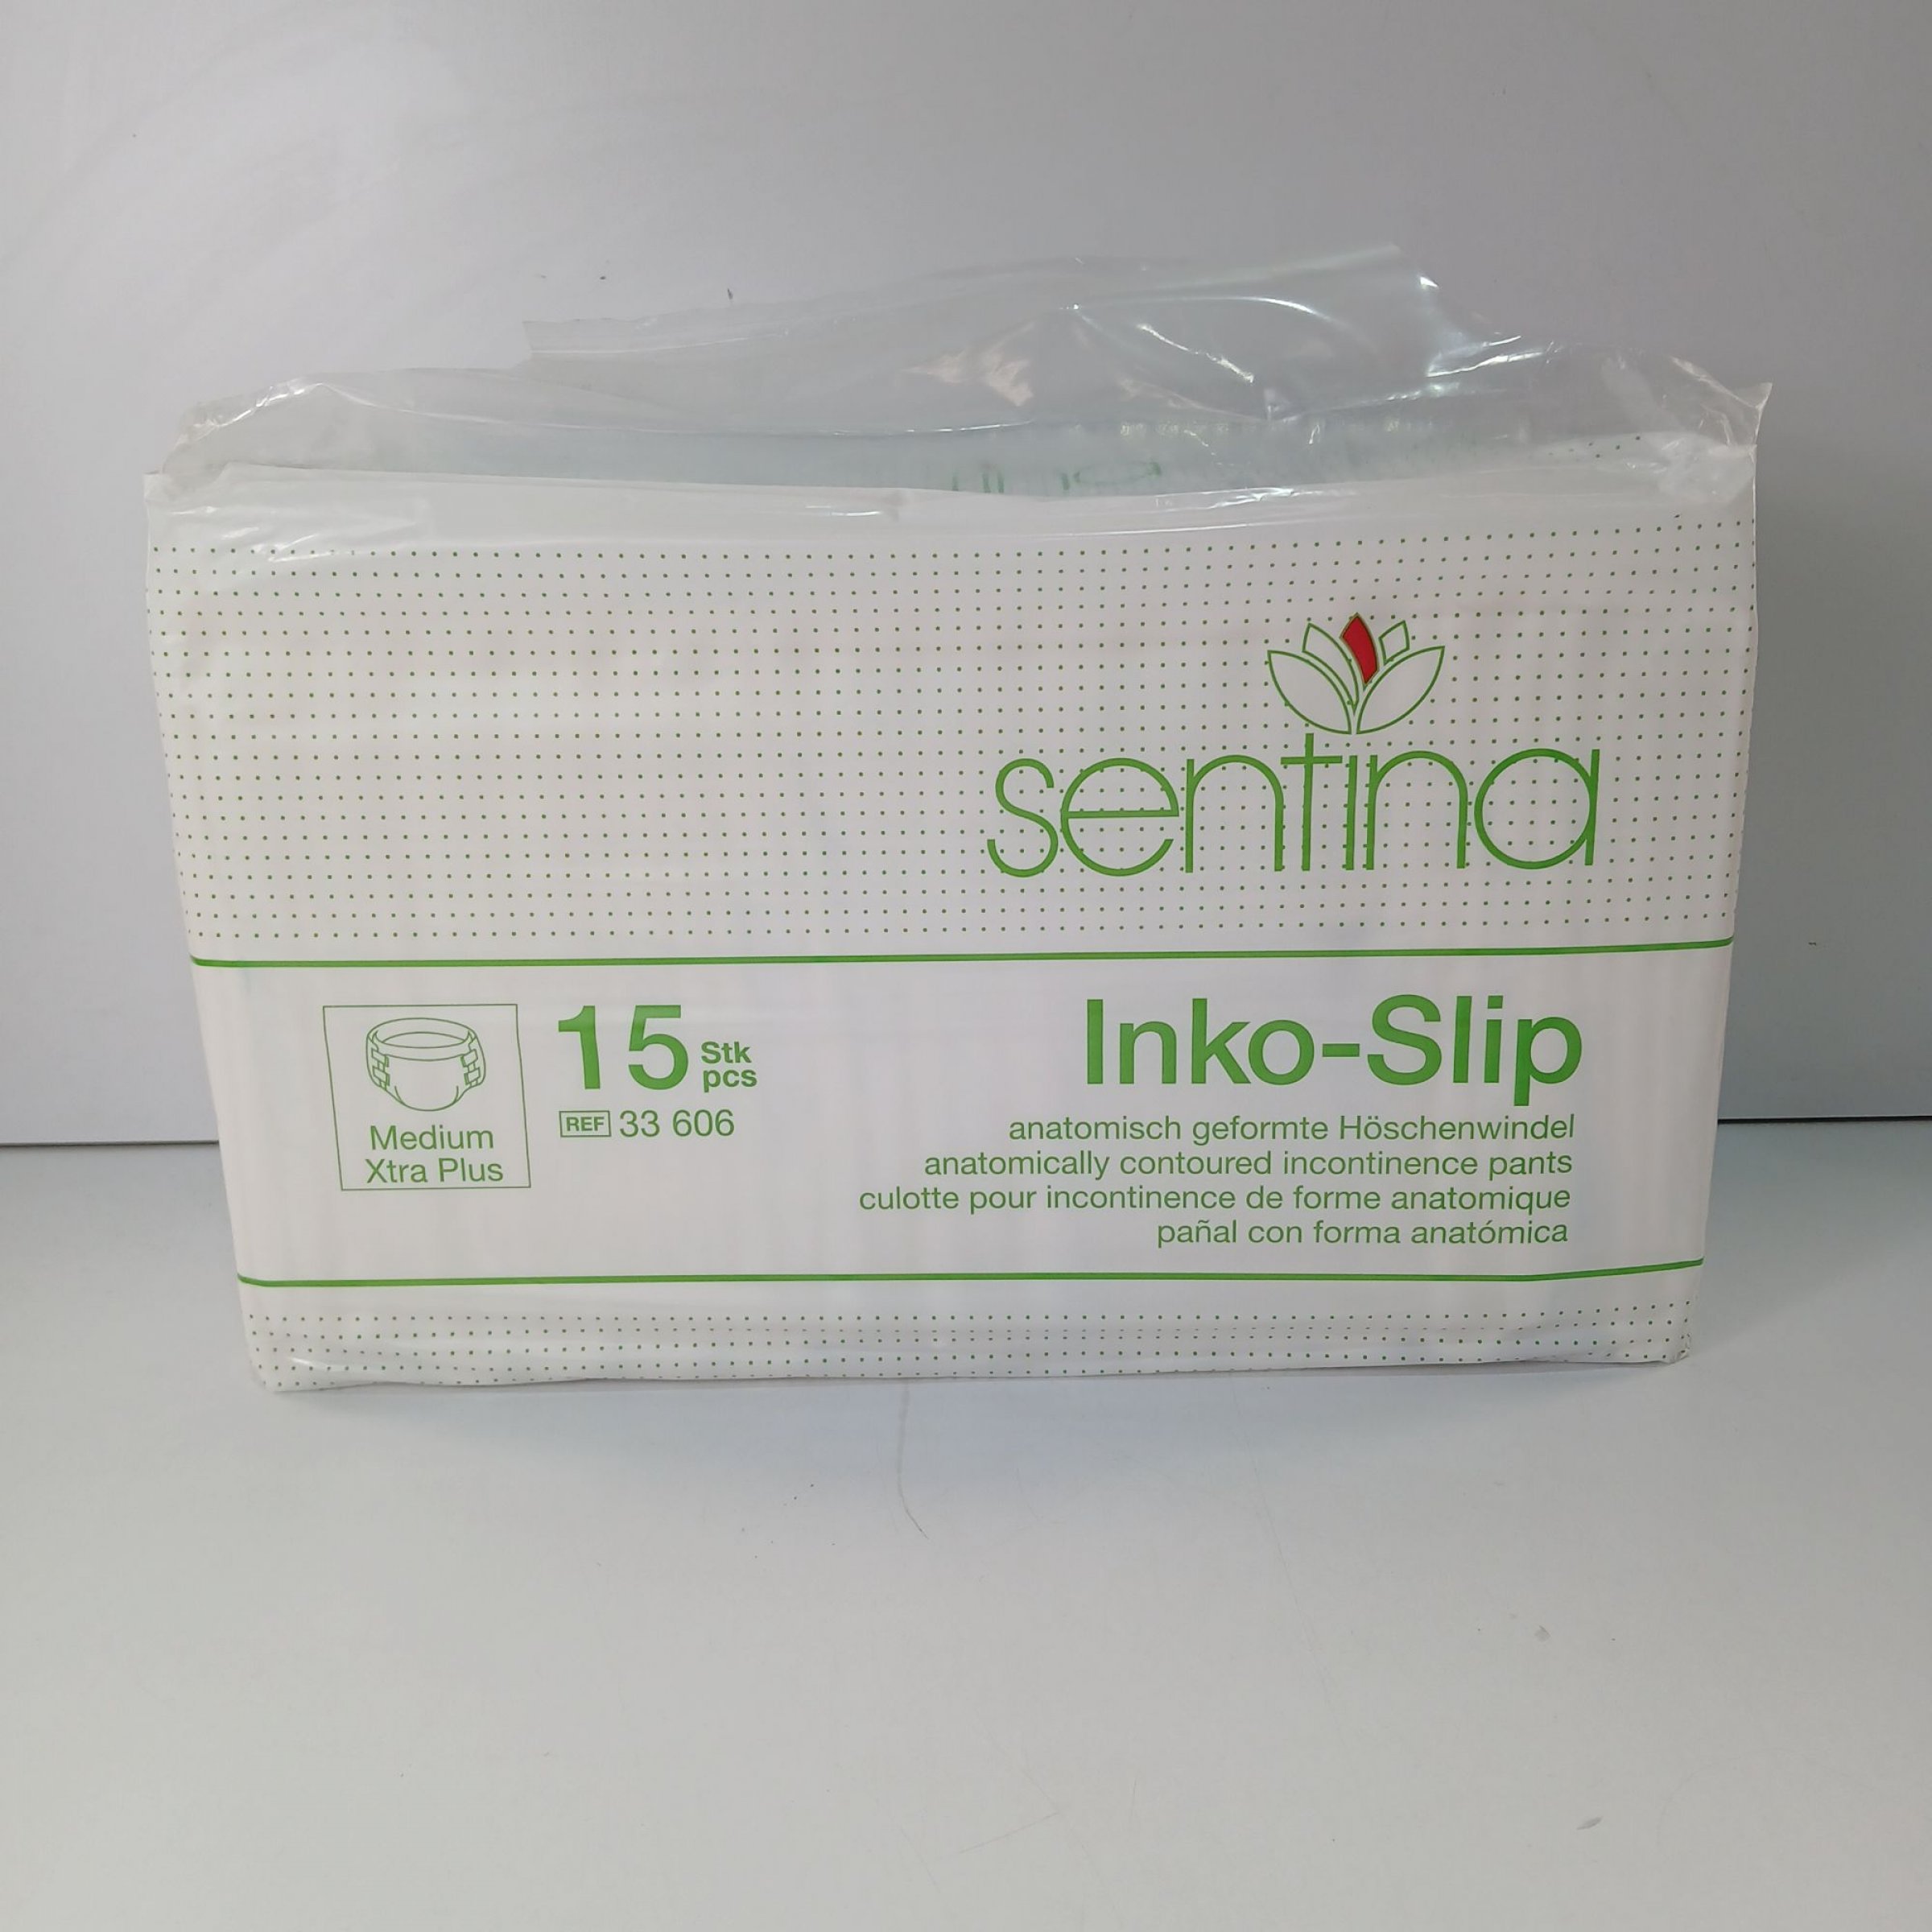 sentina
15 Stk
pcs
REF 33 606
Medium
Xtra Plus
Inko-Slip
anatomisch geformte Höschenwindel
anatomically contoured incontinence pants
culotte pour incontinence de forme anatomique
pañal con forma anatómica